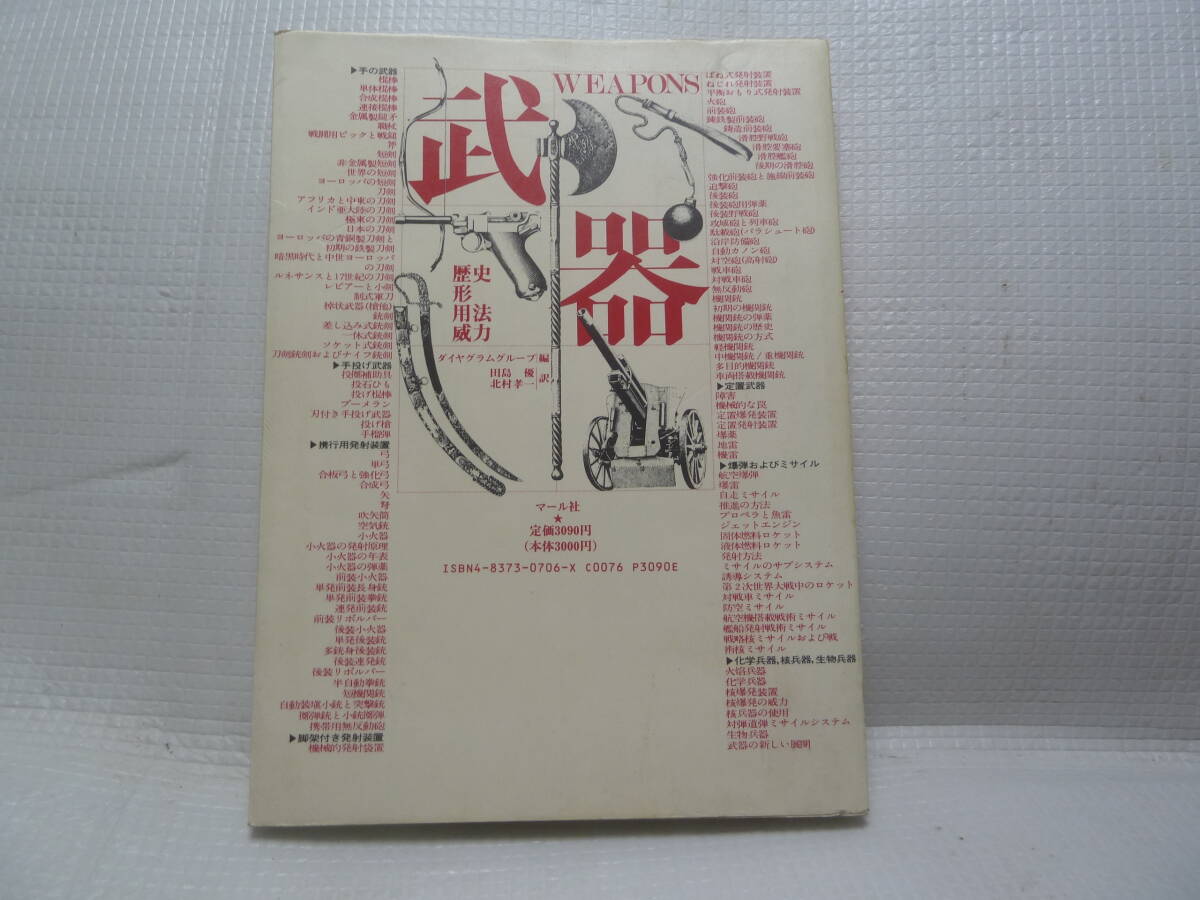 ▶手の武器
棍棒
単体棍棒
合成棍棒
連接棍棒
金属製鎚矛
職杖
戦闘用ピックと戦鎚
斧
短剣
非金属製短剣
世界の短剣
ヨーロッパの短剣
刀剣
アフリカと中東の刀剣
インド亜大陸の刀剣
極東の刀剣
日本の刀剣
ヨーロッパの青銅製刀剣と
初期の鉄製刀剣
暗黒時代と中世ヨーロッパ
の刀剣
ルネサンスと17世紀の刀剣
レピアーと小剣
制式軍刀
棹状武器(槍他)
銃剣
差し込み式銃剣
一体式銃剣
ソケット式銃剣
刀剣銃剣およびナイフ銃剣
▶手投げ武器
投擲補助具
投石ひも
投げ棍棒
ブーメラン
刃付き手投げ武器
投げ槍
手榴弾
▶携行用発射装置
弓
単弓
合板弓と強化弓
合成弓
矢
弩
吹矢筒
空気銃
小火器
小火器の発射原理
小火器の年表
小火器の弾薬
前装小火器
単発前装長身銃
単発前装拳銃
連発前装銃
前装リボルバー
後装小火器
単発後装銃
多銃身後装銃
後装連発銃
後装リボルバー
半自動拳銃
短機関銃
自動装塡小銃と突撃銃
擲弾銃と小銃擲弾
携帯用無反動砲
▶脚架付き発射装置
機械的発射装置
武器
WEAPONS
歴史
形
用法
威力
ダイヤグラムグループ 編
田島 優
北村孝一 訳
マール社
★
定価3090円
(本体3000円)
ISBN4-8373-0706-X C0076 P3090E
ばね式発射装置
ねじれ発射装置
平衡おもり式発射装置
火砲
前装砲
錬鉄製前装砲
鋳造前装砲
滑腔野戦砲
滑腔要塞砲
滑腔艦砲
後期の滑腔砲
強化前装砲と施綫前装砲
迫撃砲
後装砲
後装砲用弾薬
後装野戦砲
攻城砲と列車砲
駄載砲(パラシュート砲)
沿岸防備砲
自動カノン砲
対空砲(高射砲)
戦車砲
対戦車砲
無反動砲
機関銃
初期の機関銃
機関銃の弾薬
機関銃の歴史
機関銃の方式
軽機関銃
中機関銃/重機関銃
多目的機関銃
車両搭載機関銃
▶定置武器
障害
機械的な罠
定置爆発装置
定置発射装置
爆薬
地雷
機雷
▶爆弾およびミサイル
航空爆弾
爆雷
自走ミサイル
推進の方法
プロペラと魚雷
ジェットエンジン
固体燃料ロケット
液体燃料ロケット
発射方法
ミサイルのサブシステム
誘導システム
第2次世界大戦中のロケット
対戦車ミサイル
防空ミサイル
航空機搭載戦術ミサイル
艦船発射戦術ミサイル
戦略核ミサイルおよび戦
術核ミサイル
▶化学兵器,核兵器,生物兵器
火焰兵器
化学兵器
核爆発装置
核爆発の威力
核兵器の使用
対弾道弾ミサイルシステム
生物兵器
武器の新しい展開